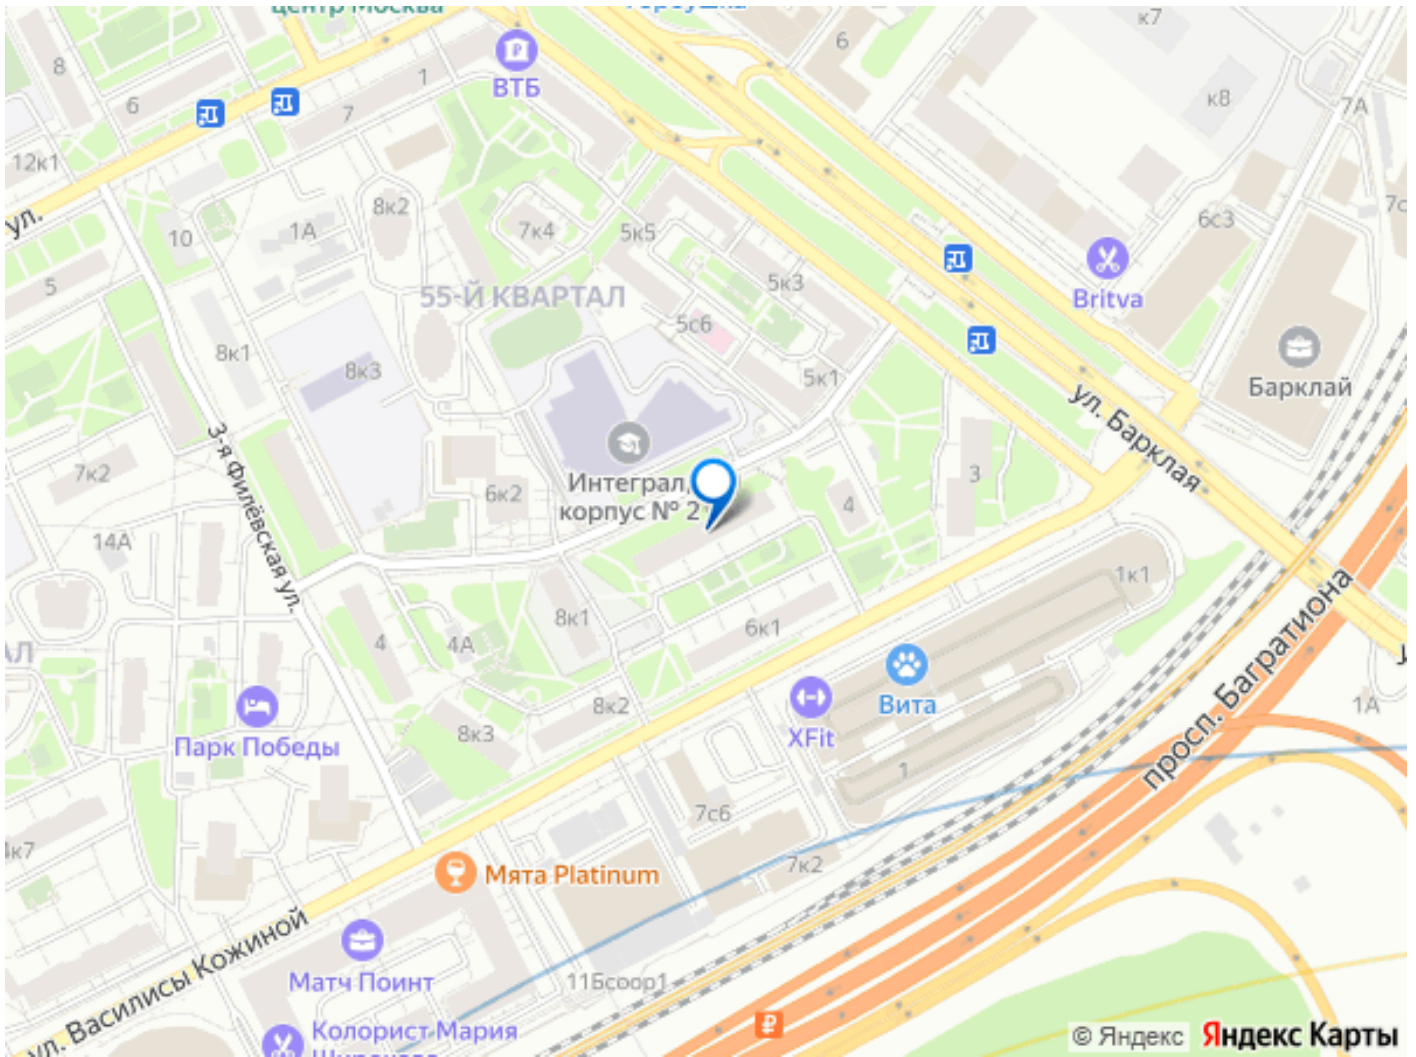 центр Москва
Горбушка
к7
6
8
ВТБ
1
6
7
к8
7А
12к1
ул.
10
1А
8к2
7к4
5к5
6с3
5
55-Й КВАРТАЛ
5к3
Britva
5с6
8к1
8к3
5к1
Барклай
ул. Барклая
3-я Филёвская ул.
7к2
Интеграл,
корпус № 2
6к2
4
3
14А
1к1
8к1
6к1
4
4А
просп. Багратиона
Вита
1А
8к2
XFit
8к3
Парк Победы
1
7с6
7к2
Мята Platinum
ул. Василисы Кожиной
Матч Поинт
11Бсоор1
Колорист Мария
© Яндекс Яндекс Карты